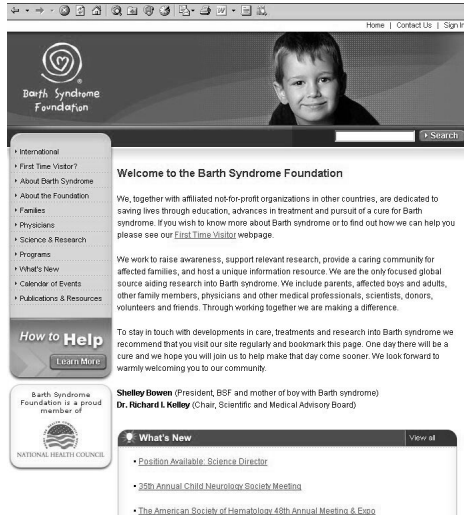 Home | Contact Us | Sign In
Barth Syndrome
Foundation
Search
International
First Time Visitor?
About Barth Syndrome
About the Foundation
Families
Physicians
Science & Research
Programs
What's New
Calendar of Events
Publications & Resources
How to Help
Learn More
Barth Syndrome
Foundation is a proud
member of
NATIONAL HEALTH COUNCIL
Welcome to the Barth Syndrome Foundation
We, together with affiliated not-for-profit organizations in other countries, are dedicated to
saving lives through education, advances in treatment and pursuit of a cure for Barth
syndrome. If you wish to know more about Barth syndrome or to find out how we can help you
please see our First Time Visitor webpage.
We work to raise awareness, support relevant research, provide a caring community for
affected families, and host a unique information resource. We are the only focused global
source aiding research into Barth syndrome. We include parents, affected boys and adults,
other family members, physicians and other medical professionals, scientists, donors,
volunteers and friends. Through working together we are making a difference.
To stay in touch with developments in care, treatments and research into Barth syndrome we
recommend that you visit our site regularly and bookmark this page. One day there will be a
cure and we hope you will join us to help make that day come sooner. We look forward to
warmly welcoming you to our community.
Shelley Bowen (President, BSF and mother of boy with Barth syndrome)
Dr. Richard I. Kelley (Chair, Scientific and Medical Advisory Board)
What's New
View all
Position Available: Science Director
35th Annual Child Neurology Society Meeting
The American Society of Hematology 48th Annual Meeting & Expo